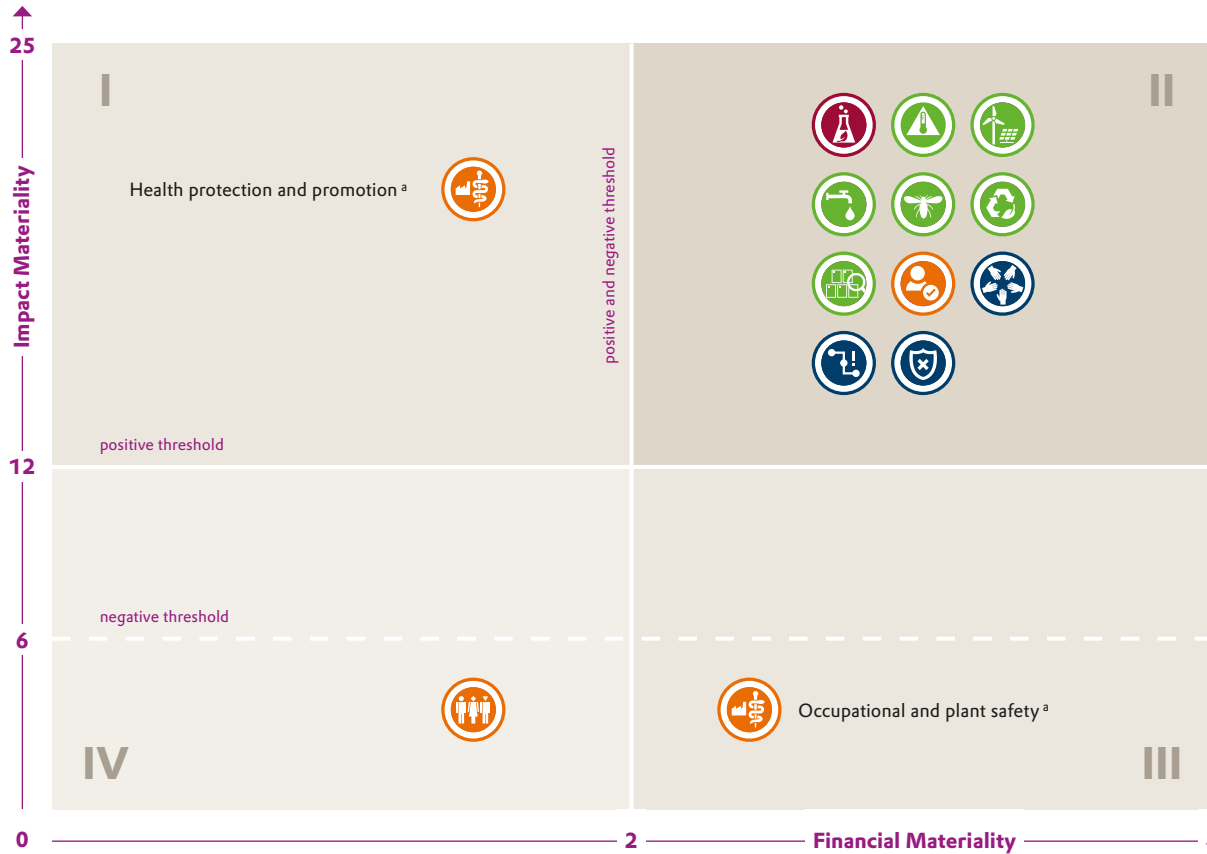 25
I
II
Health protection and promotion a
positive and negative threshold
Impact Materiality
positive threshold
12
negative threshold
6
Occupational and plant safety a
IV
III
0
2
Financial Materiality